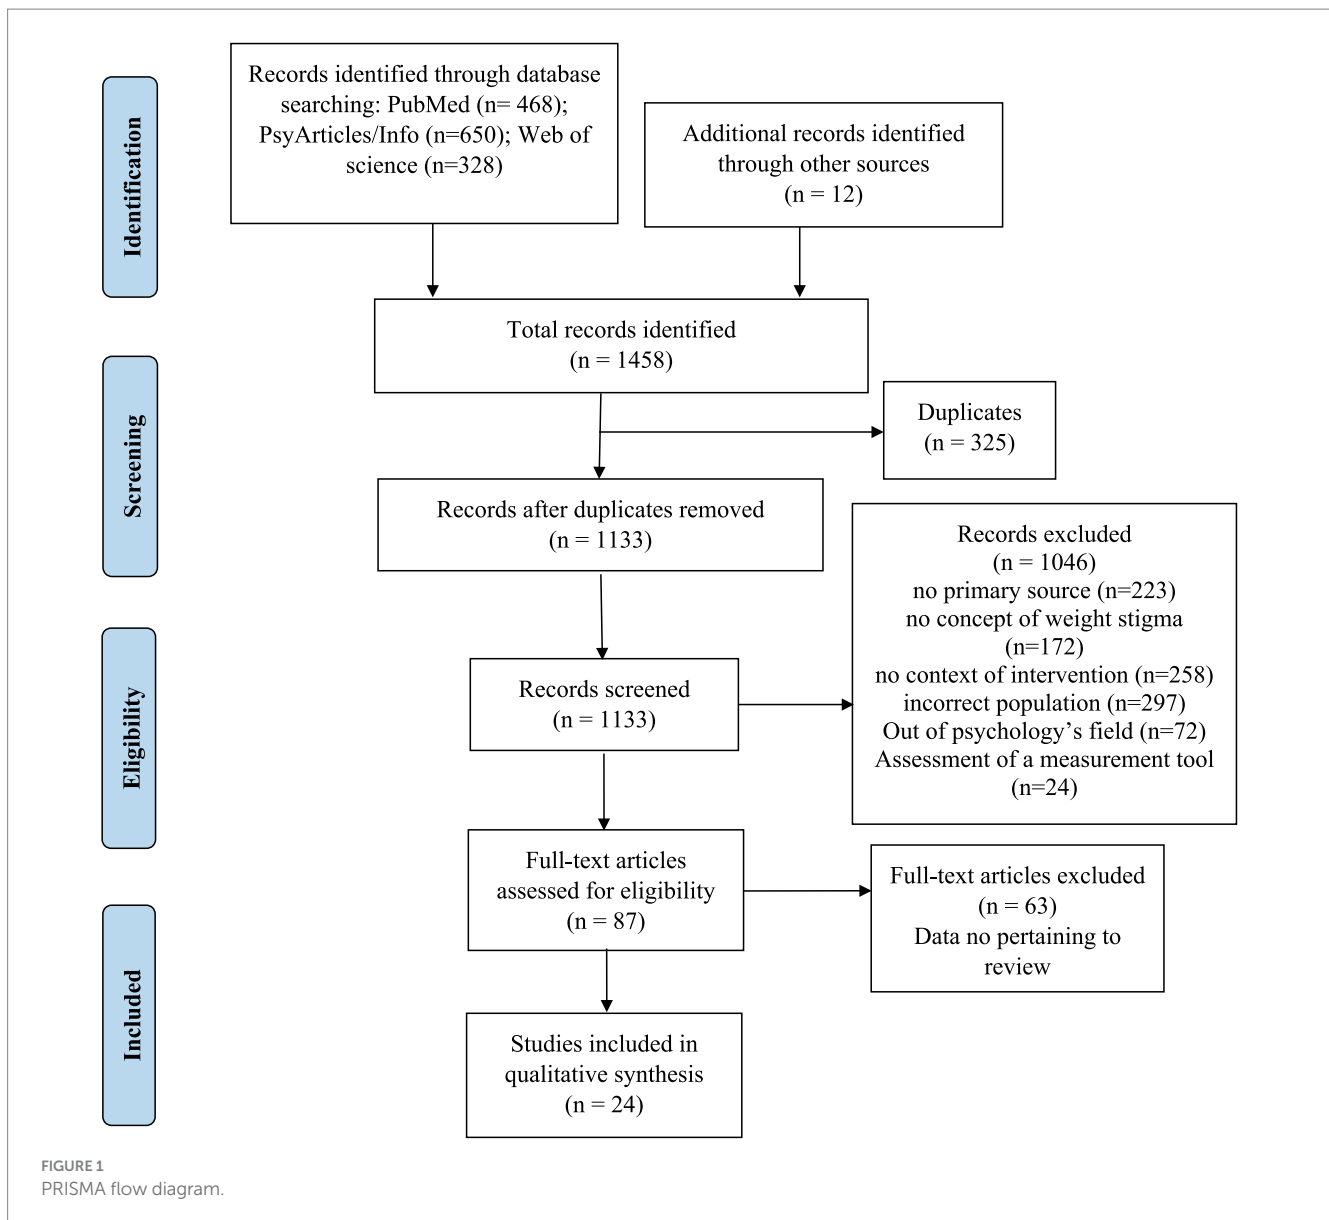 Identification
Records identified through database
searching: PubMed (n= 468);
PsyArticles/Info (n=650); Web of
science (n=328)
Additional records identified
through other sources
(n = 12)
Total records identified
(n = 1458)
Screening
Duplicates
(n = 325)
Records after duplicates removed
(n = 1133)
Records excluded
(n = 1046)
no primary source (n=223)
no concept of weight stigma
(n=172)
no context of intervention (n=258)
incorrect population (n=297)
Out of psychology’s field (n=72)
Assessment of a measurement tool
(n=24)
Eligibility
Records screened
(n = 1133)
Full-text articles
assessed for eligibility
(n = 87)
Full-text articles excluded
(n = 63)
Data no pertaining to
review
Included
Studies included in
qualitative synthesis
(n = 24)
FIGURE 1
PRISMA flow diagram.